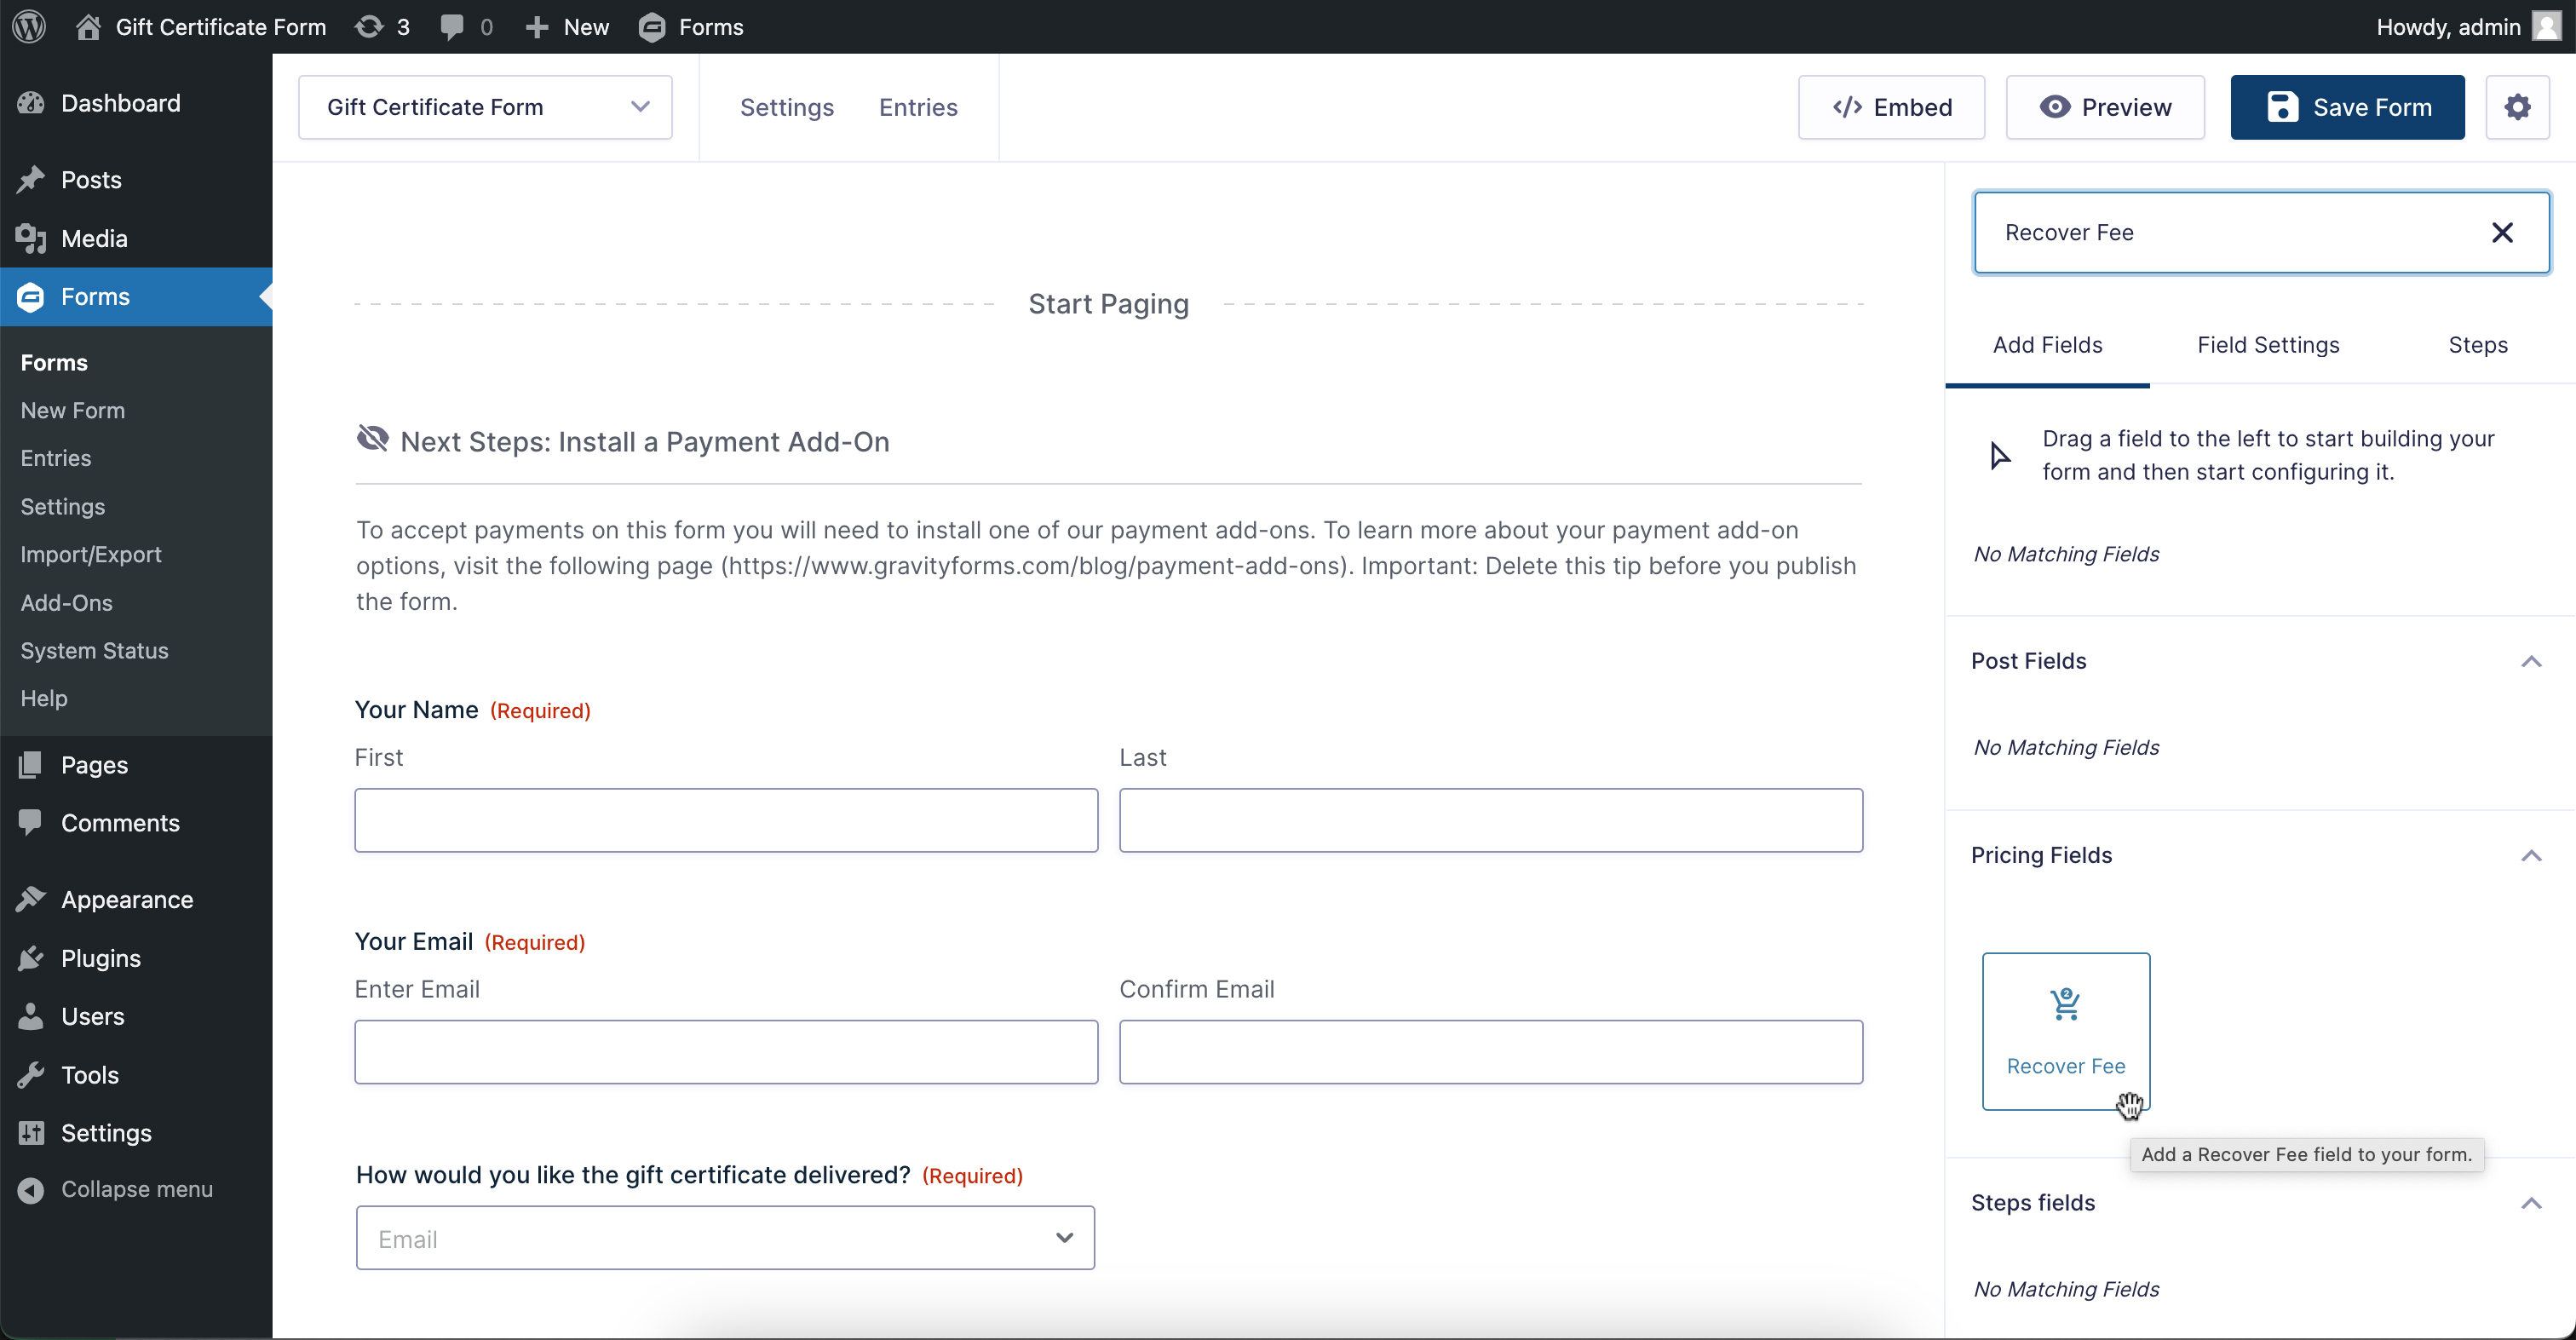 Gift Certificate Form
3
0
New
Forms
Howdy, admin
Dashboard
Posts
Media
Forms
Forms
New Form
Entries
Settings
Import/Export
Add-Ons
System Status
Help
Pages
Comments
Appearance
Plugins
Users
Tools
Settings
Collapse menu
Gift Certificate Form
Settings
Entries
</> Embed
Preview
Save Form
Start Paging
Next Steps: Install a Payment Add-On
To accept payments on this form you will need to install one of our payment add-ons. To learn more about your payment add-on
options, visit the following page (https://www.gravityforms.com/blog/payment-add-ons). Important: Delete this tip before you publish
the form.
Your Name (Required)
First
Last
Your Email (Required)
Enter Email
Confirm Email
How would you like the gift certificate delivered? (Required)
Email
Recover Fee
Add Fields
Field Settings
Steps
Drag a field to the left to start building your
form and then start configuring it.
No Matching Fields
Post Fields
No Matching Fields
Pricing Fields
2
Recover Fee
Add a Recover Fee field to your form.
Steps fields
No Matching Fields